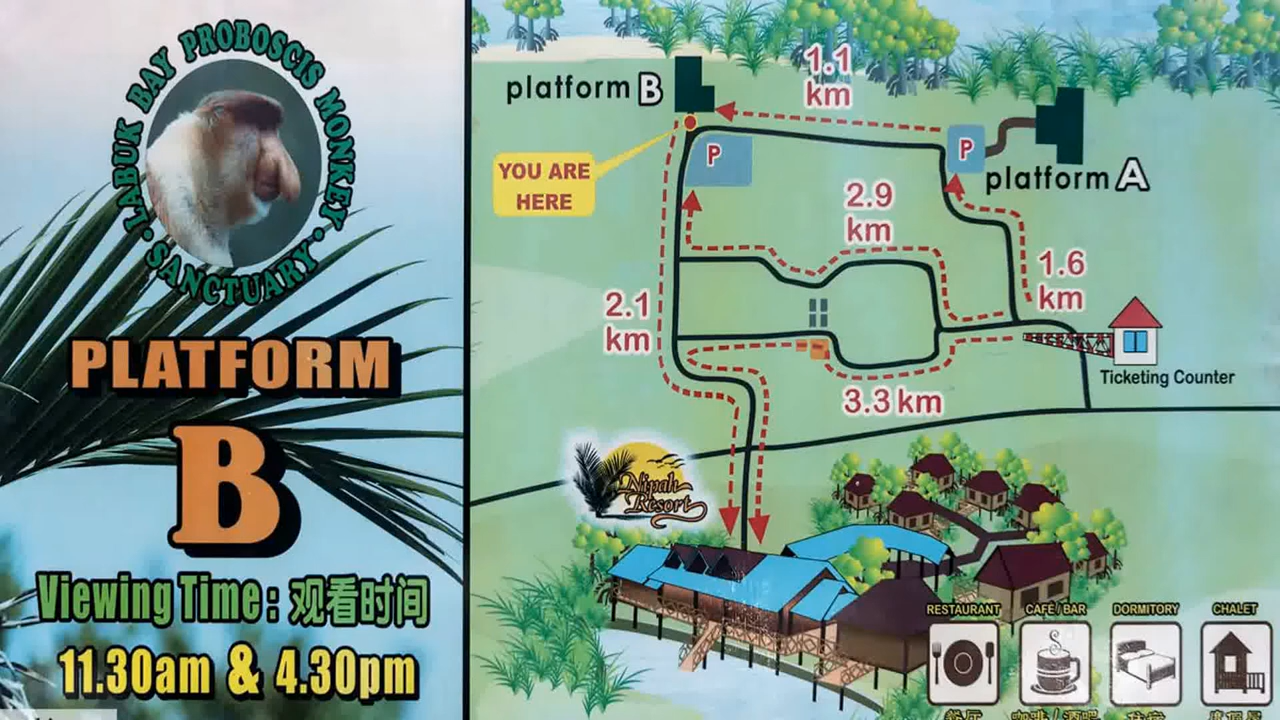 LABUK BAY PROBOSCIS MONKEY
• SANCTUARY •
PLATFORM
B
Viewing Time : 观看时间
11.30am & 4.30pm
platform B
1.1
km
YOU ARE
HERE
P
P
platform A
2.9
km
1.6
km
2.1
km
Ticketing Counter
3.3 km
Nipah
Resort
RESTAURANT
CAFÉ / BAR
DORMITORY
CHALET